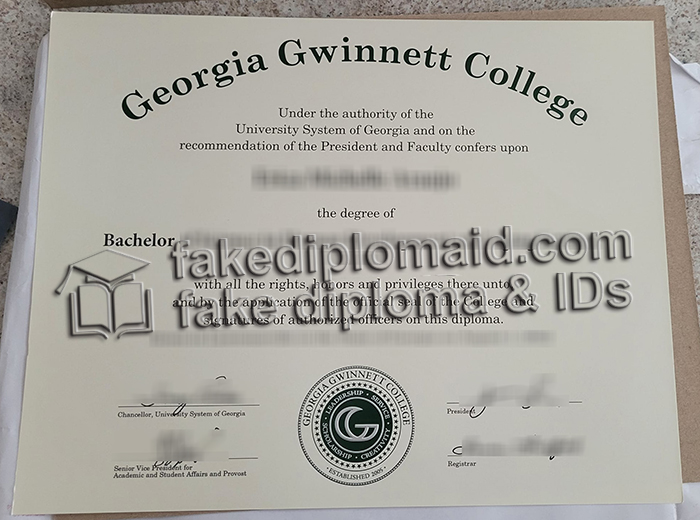 Georgia Gwinnett College
Under the authority of the
University System of Georgia and on the
recommendation of the President and Faculty confers upon
the degree of
Bachelor
fakediplomaid.com
with all the rights, honors and privileges there unto
and by the application of the official seal of the College and
fake diploma & IDs
signatures of authorized officers on this diploma.
Chancellor, University System of Georgia
President
Senior Vice President for
Academic and Student Affairs and Provost
Registrar
GEORGIA GWINNETT COLLEGE
LEADERSHIP
SERVICE
SCHOLARSHIP
CREATIVITY
ESTABLISHED 2005